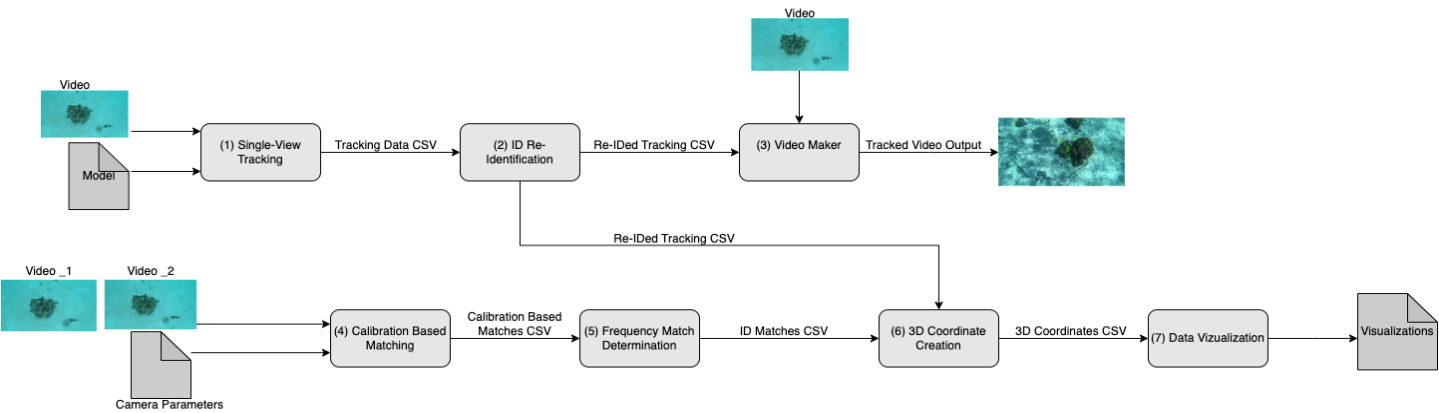 Video
Video
Model
(1) Single-View
Tracking
Tracking Data CSV
(2) ID Re-
Identification
Re-IDed Tracking CSV
(3) Video Maker
Tracked Video Output
Re-IDed Tracking CSV
Video _1
Video _2
Camera Parameters
(4) Calibration Based
Matching
Calibration Based
Matches CSV
(5) Frequency Match
Determination
ID Matches CSV
(6) 3D Coordinate
Creation
3D Coordinates CSV
(7) Data Vizualization
Visualizations